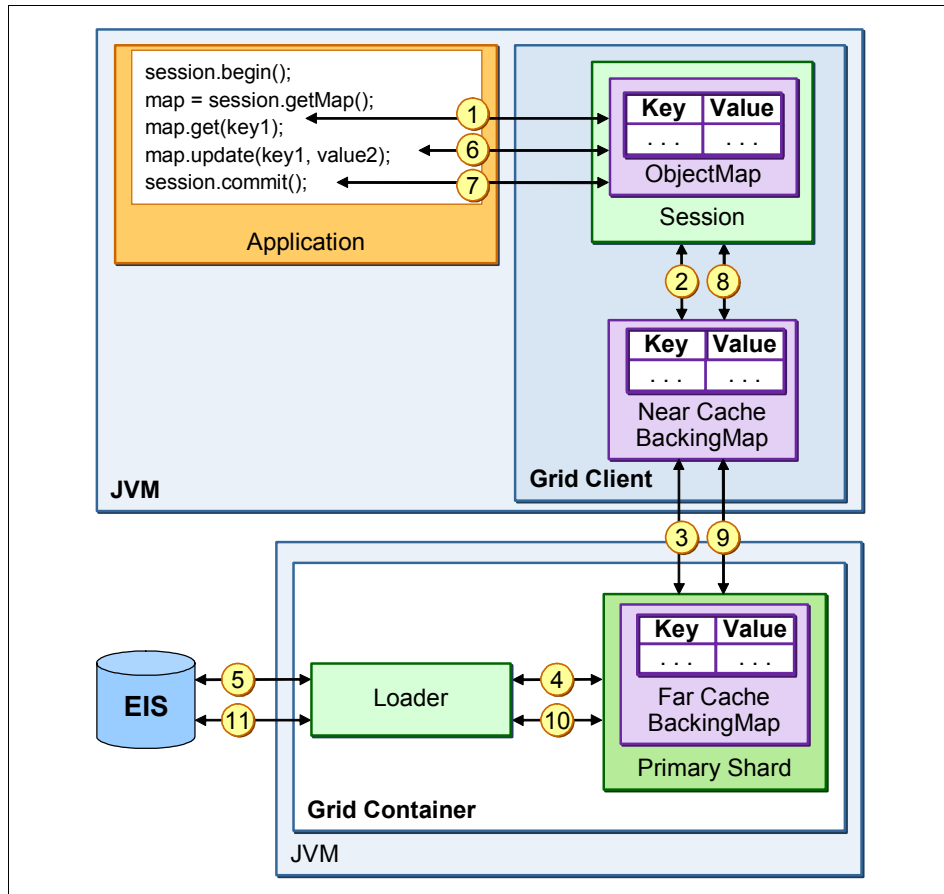 session.begin();
map = session.getMap();
map.get(key1);
map.update(key1, value2);
session.commit();
Application
1
6
7
Key Value
. . . . . .
ObjectMap
Session
2 8
Key Value
. . . . . .
Near Cache
BackingMap
Grid Client
JVM
3 9
Key Value
. . . . . .
Far Cache
BackingMap
Primary Shard
4
10
Loader
5
11
EIS
Grid Container
JVM